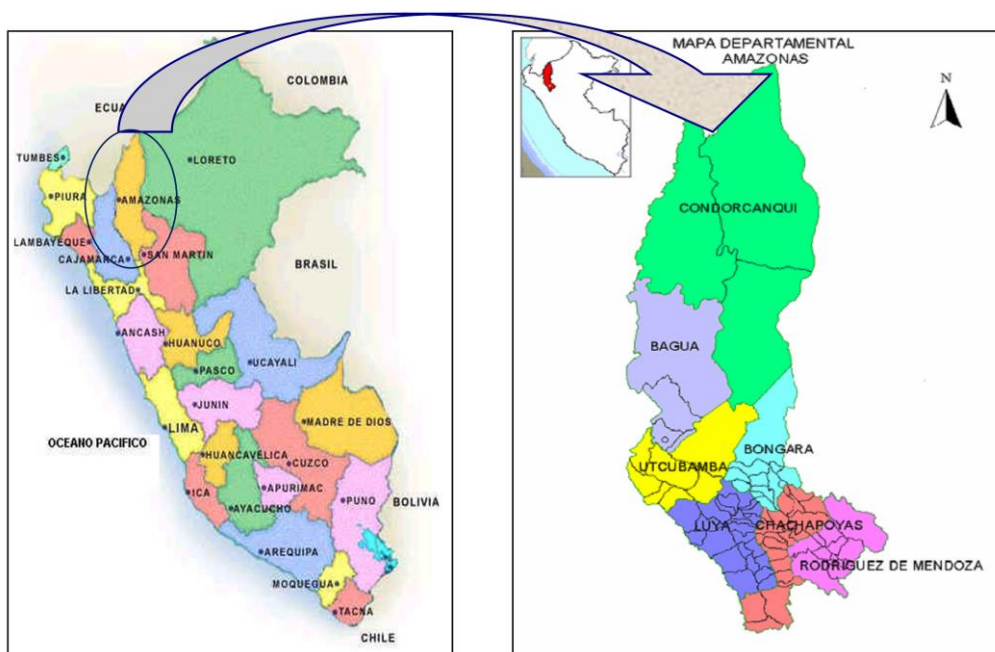 COLOMBIA
ECUA
TUMBES
LORETO
PIURA
AMAZONAS
LAMBAYEQUE
CAJAMARCA
SAN MARTIN
BRASIL
LA LIBERTAD
ANCASH
HUANUCO
UCAYALI
PASCO
JUNIN
MADRE DE DIOS
LIMA
OCEANO PACIFICO
HUANCAVELICA
CUZCO
ICA
APURIMAC
PUNO
BOLIVIA
AYACUCHO
AREQUIPA
MOQUEGUA
TACNA
CHILE
MAPA DEPARTAMENTAL
AMAZONAS
N
CONDORCANQUI
BAGUA
BONGARA
UTCUBAMBA
LUYA
CHACHAPOYAS
RODRIGUEZ DE MENDOZA